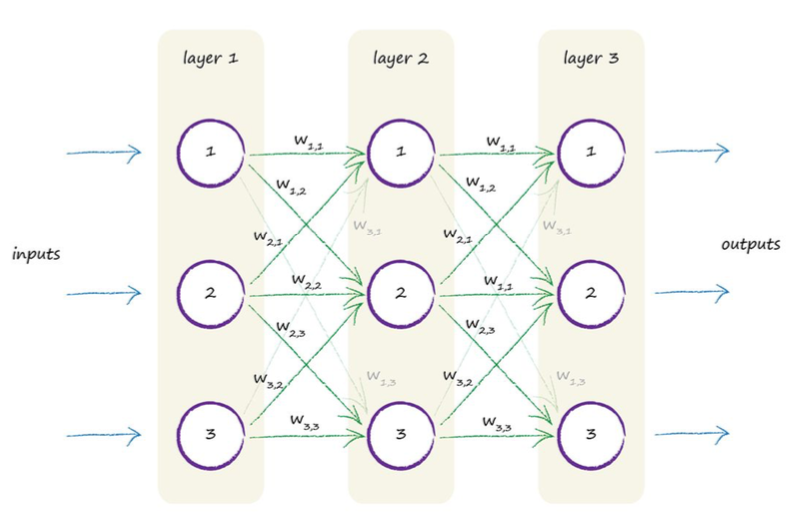 layer 1
layer 2
layer 3
1
W1,1
1
W1,1
1
W1,2
W1,2
W3,1
W3,1
W2,1
W2,1
inputs
outputs
2
W2,2
2
W1,1
2
W2,3
W2,3
W3,2
W1,3
W3,2
W1,3
3
W3,3
3
W3,3
3